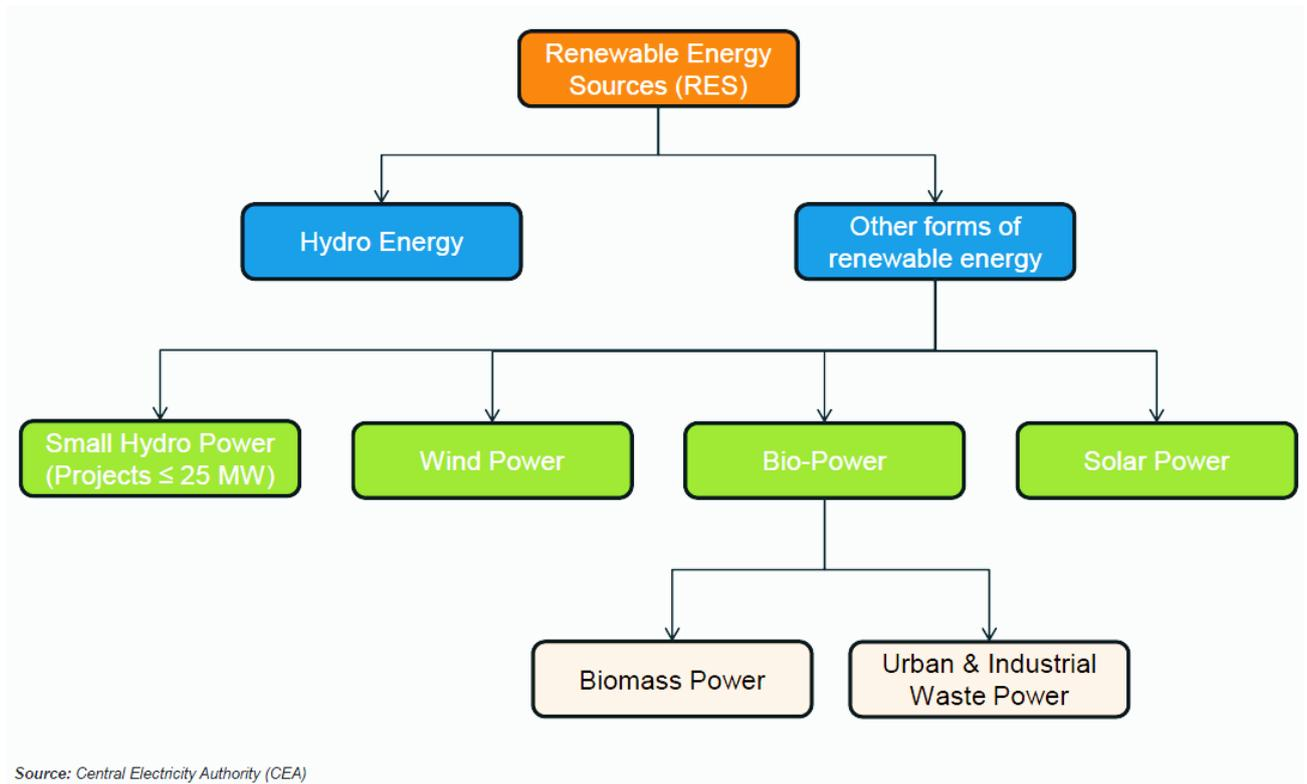 Renewable Energy
Sources (RES)
Hydro Energy
Other forms of
renewable energy
Small Hydro Power
(Projects ≤ 25 MW)
Wind Power
Bio-Power
Solar Power
Biomass Power
Urban & Industrial
Waste Power
Source: Central Electricity Authority (CEA)